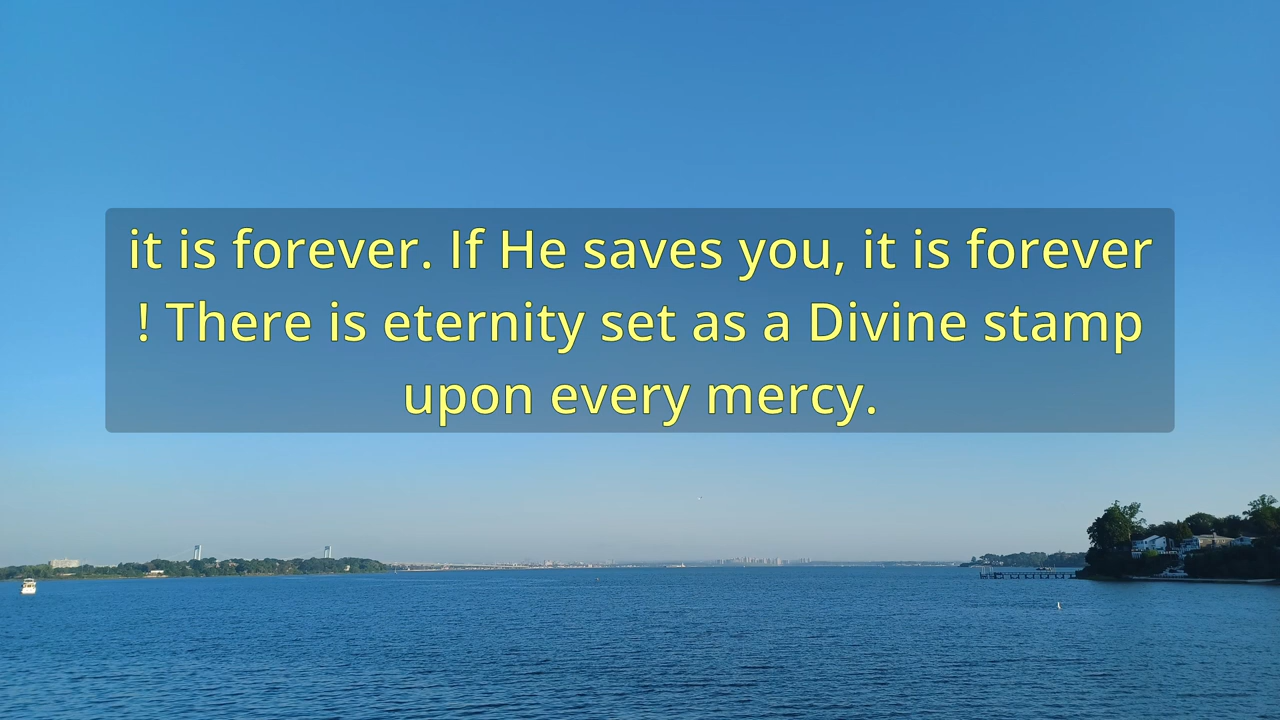 it is forever. If He saves you, it is forever
! There is eternity set as a Divine stamp
upon every mercy.